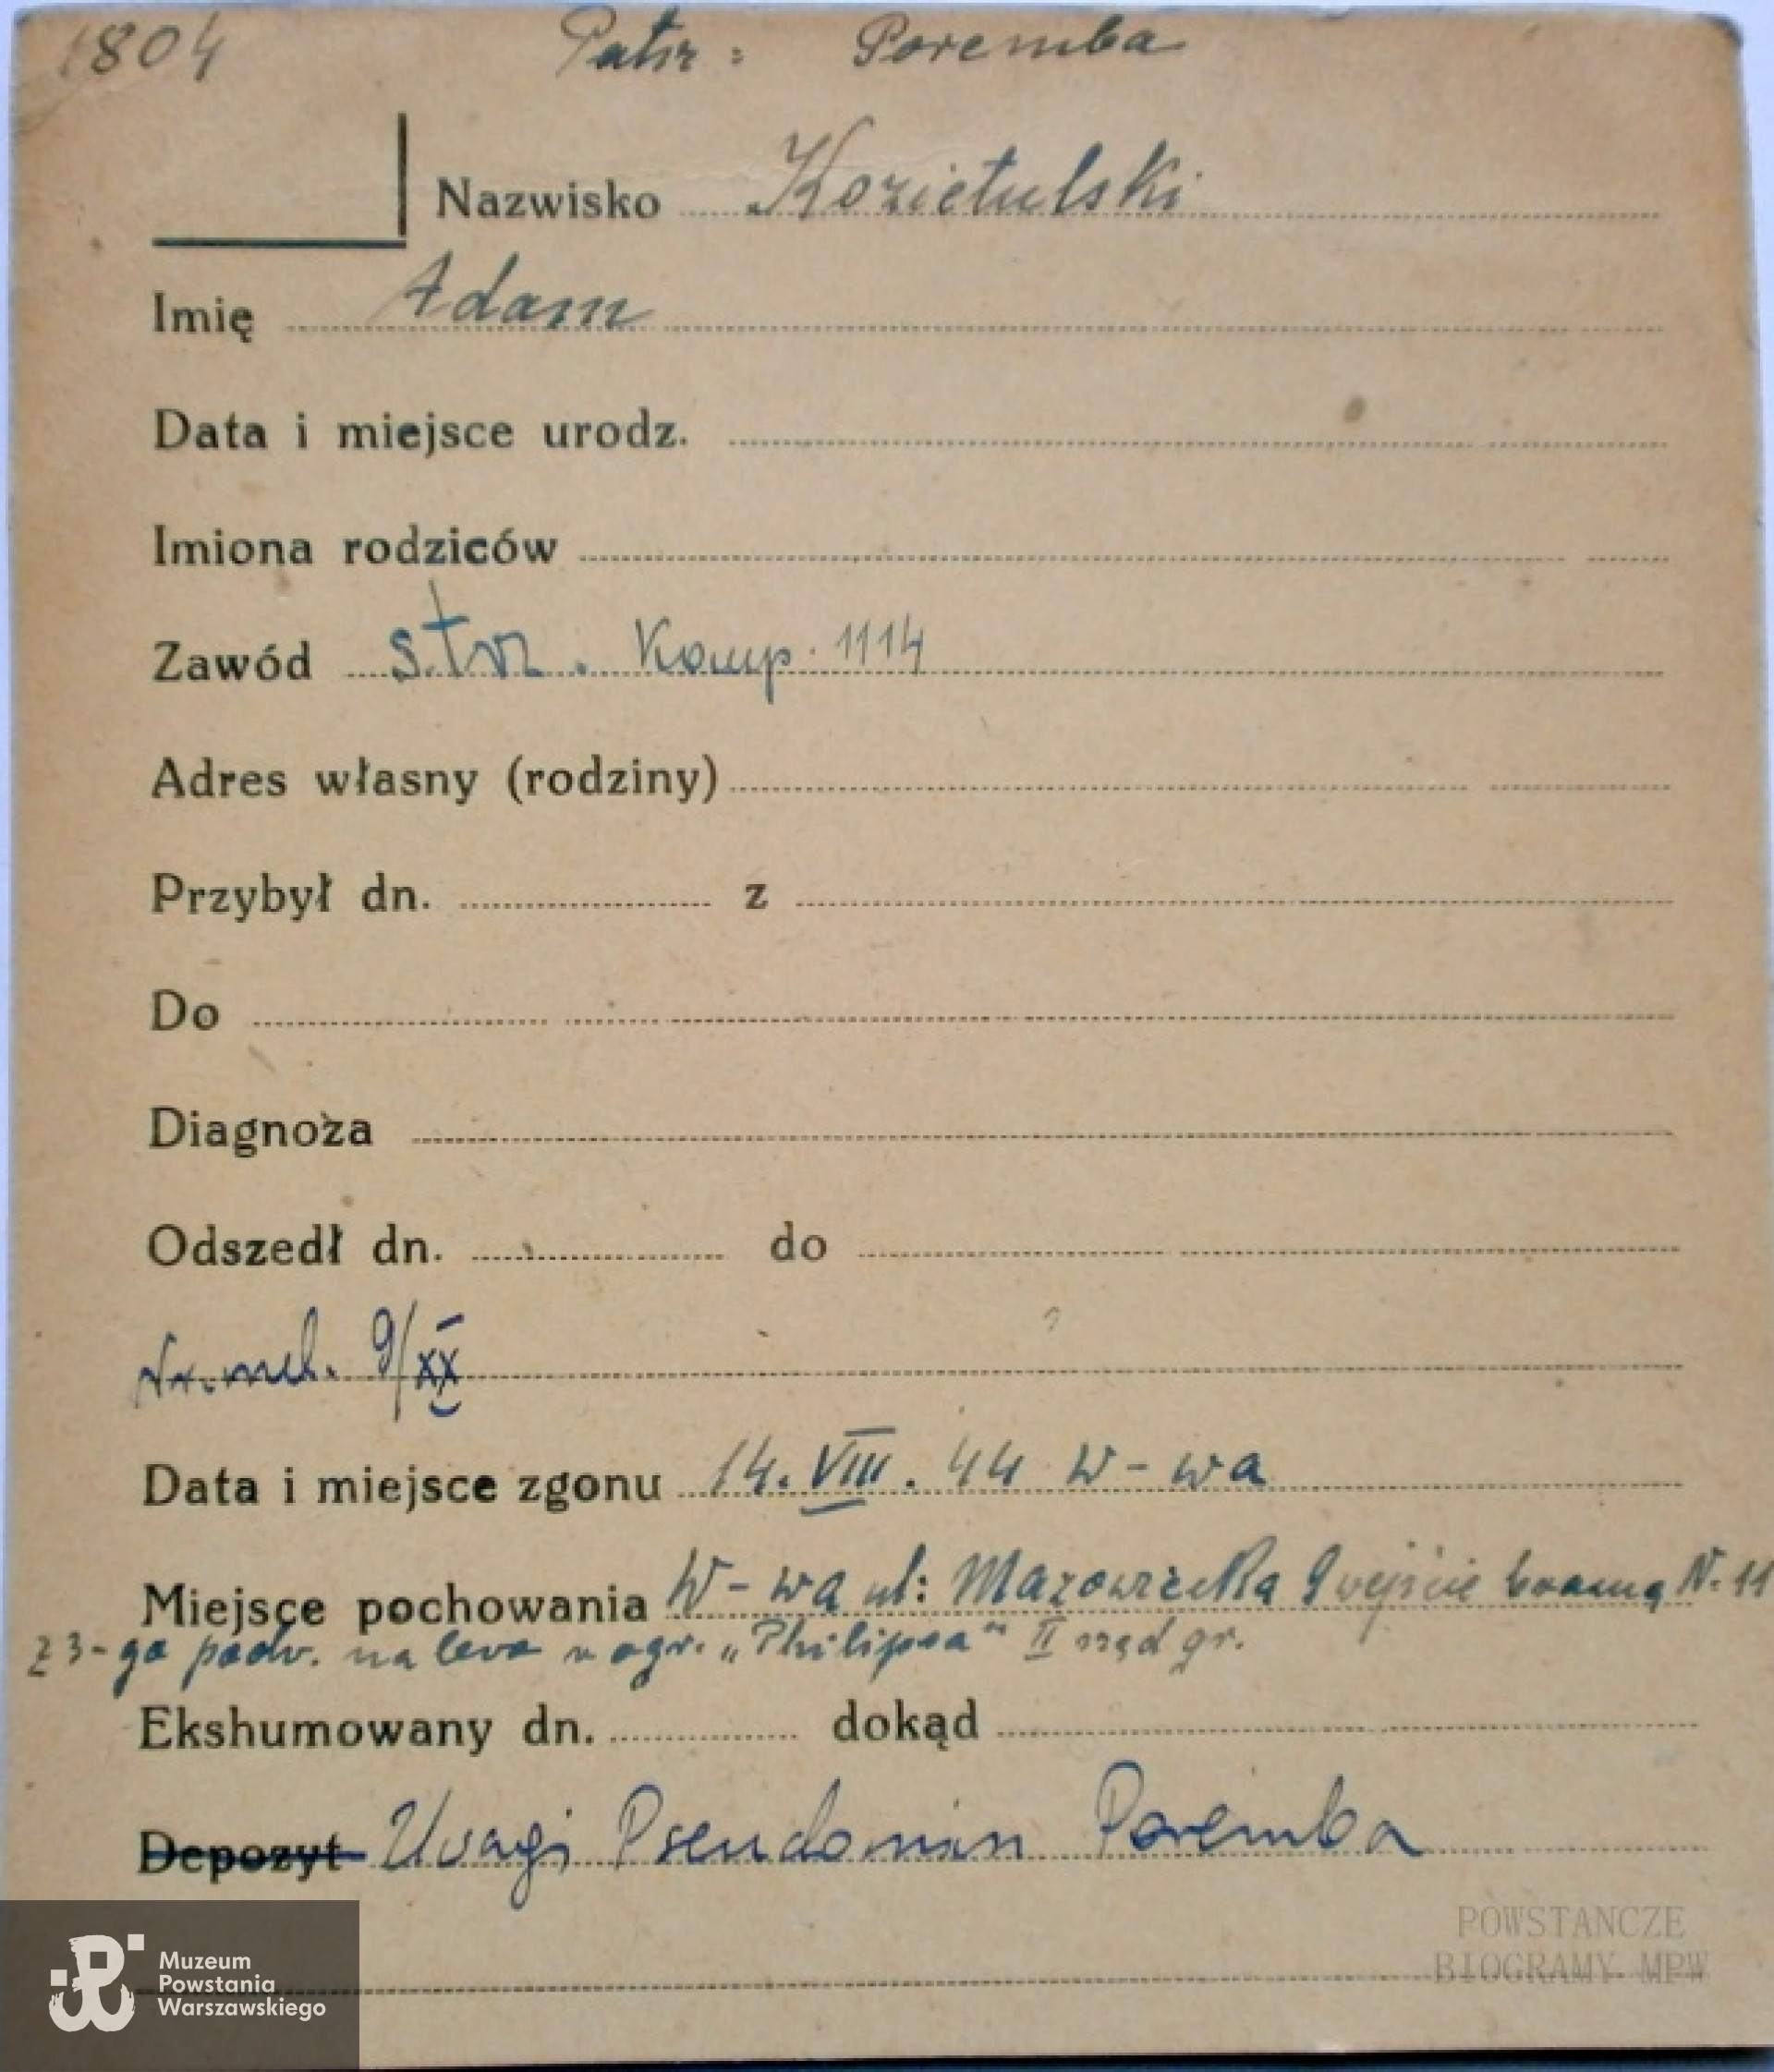 1804 Patrz: Poremba
Nazwisko Kozietulski
Imię Adam
Data i miejsce urodz.
Imiona rodziców
Zawód strz. Komp. 1114
Adres własny (rodziny)
Przybył dn. z
Do
Diagnoza
Odszedł dn. do
9/XX
Data i miejsce zgonu 14. VIII. 44 W-wa
Miejsce pochowania W-wa ul: Mazowiecka 9 wejście bramą N. 11
z 3-go podw. na lewo w ogr. „Philipsa" II rząd gr.
Ekshumowany dn. dokąd
Depozyt Uwagi Pseudonim Poremba
POWSTANCZE
BIOGRAMY MPW
Muzeum
Powstania
Warszawskiego